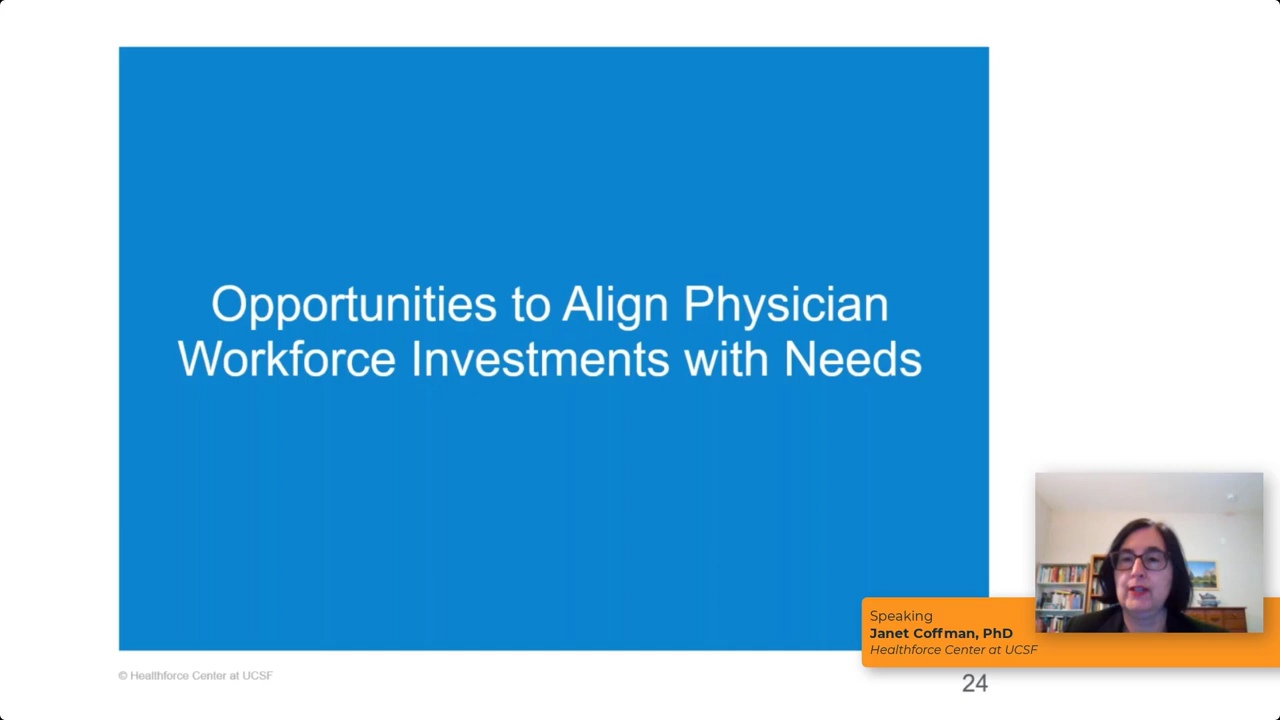 Opportunities to Align Physician
Workforce Investments with Needs
Speaking
Janet Coffman, PhD
Healthforce Center at UCSF
© Healthforce Center at UCSF
24